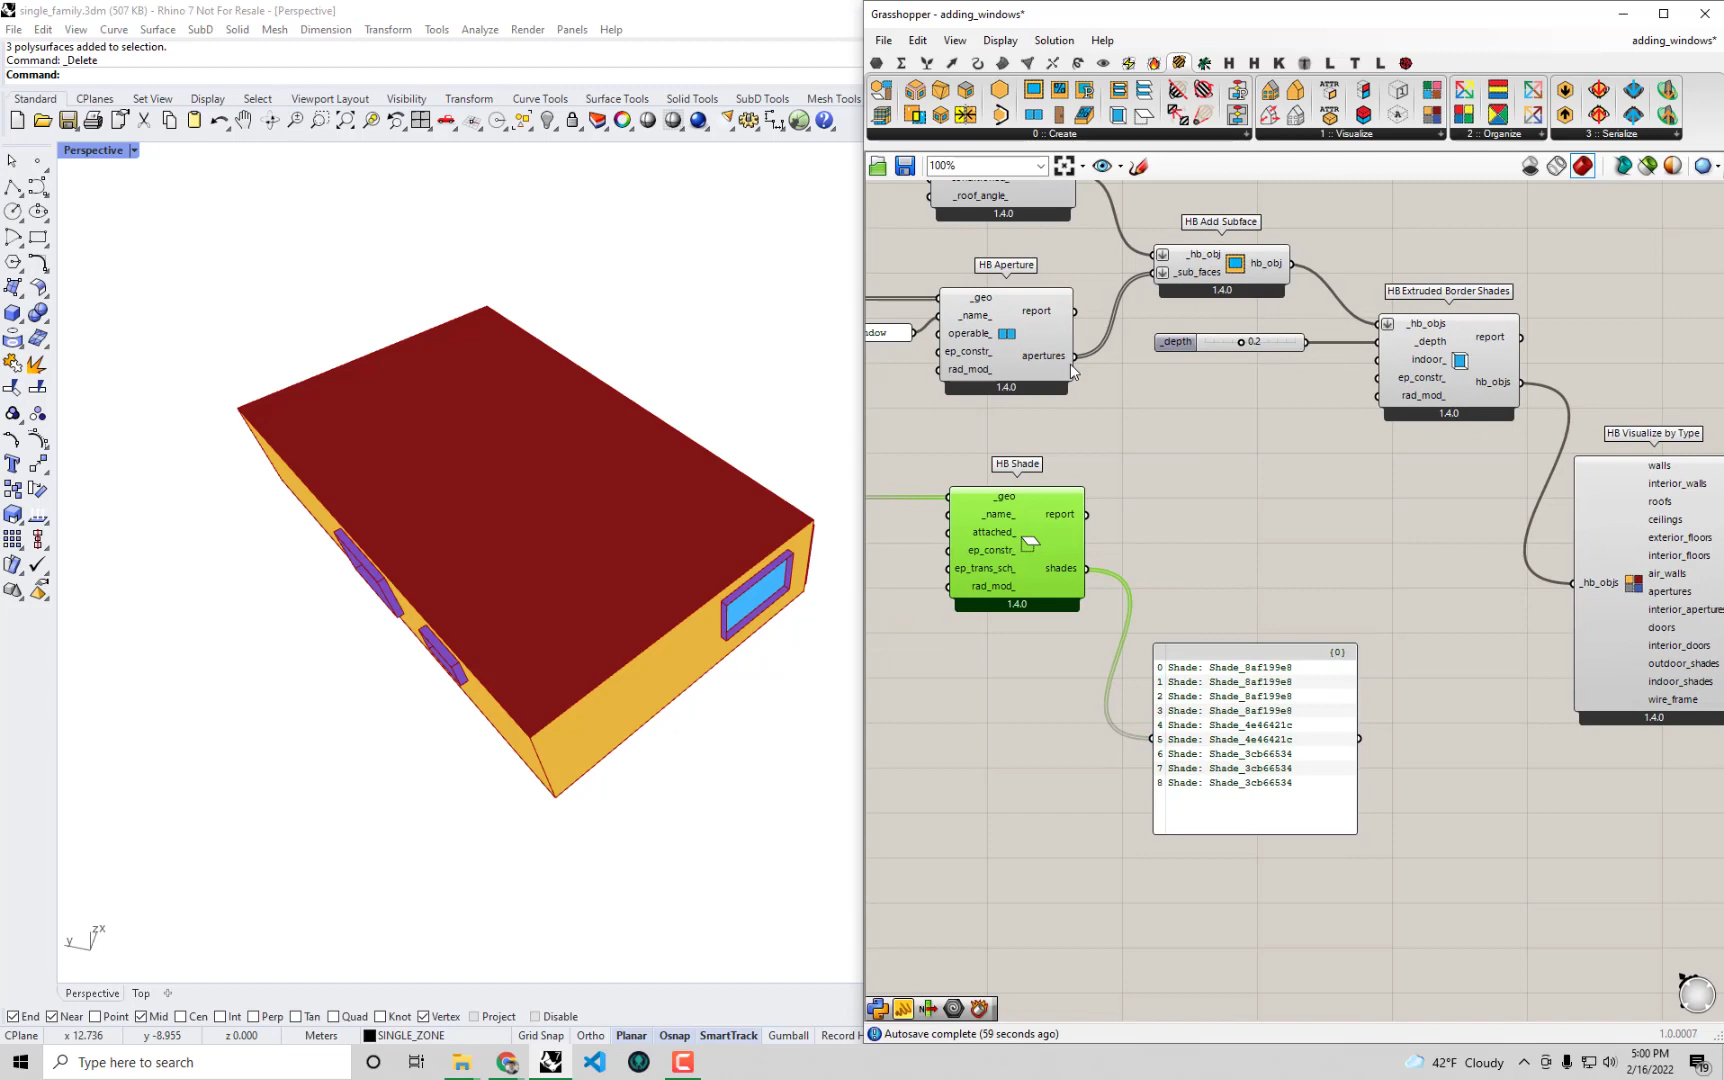 single_family.3dm (507 KB) - Rhino 7 Not For Resale - [Perspective]
File Edit View Curve Surface SubD Solid Mesh Dimension Transform Tools Analyze Render Panels Help
3 polysurfaces added to selection.
Command: _Delete
Command:
Standard CPlanes Set View Display Select Viewport Layout Visibility Transform Curve Tools Surface Tools Solid Tools SubD Tools Mesh Tools
Perspective
z x
y
Perspective Top
End Near Point Mid Cen Int Perp Tan Quad Knot Vertex Project Disable
CPlane x 12.736 y -8.955 z 0.000 Meters SINGLE_ZONE Grid Snap Ortho Planar Osnap SmartTrack Gumball Record H
Grasshopper - adding_windows*
File Edit View Display Solution Help adding_windows*
H H K L T L
ATTR
ATTR
0 :: Create 1 :: Visualize 2 :: Organize 3 :: Serialize
100%
_roof_angle_
1.4.0
HB Add Subface
_hb_obj
_sub_faces
hb_obj
1.4.0
HB Aperture
_geo
_name_
operable_
ep_constr_
rad_mod_
report
apertures
1.4.0
ndow
_depth 0.2
HB Extruded Border Shades
_hb_objs
_depth
indoor_
ep_constr_
rad_mod_
report
hb_objs
1.4.0
HB Visualize by Type
_hb_objs
walls
interior_walls
roofs
ceilings
exterior_floors
interior_floors
air_walls
apertures
interior_aperture
doors
interior_doors
outdoor_shades
indoor_shades
wire_frame
1.4.0
HB Shade
_geo
_name_
attached_
ep_constr_
ep_trans_sch_
rad_mod_
report
shades
1.4.0
{0}
0 Shade: Shade_8af199e8
1 Shade: Shade_8af199e8
2 Shade: Shade_8af199e8
3 Shade: Shade_8af199e8
4 Shade: Shade_4e46421c
5 Shade: Shade_4e46421c
6 Shade: Shade_3cb66534
7 Shade: Shade_3cb66534
8 Shade: Shade_3cb66534
Autosave complete (59 seconds ago)
1.0.0007
Type here to search
42°F Cloudy
5:00 PM
2/16/2022
19